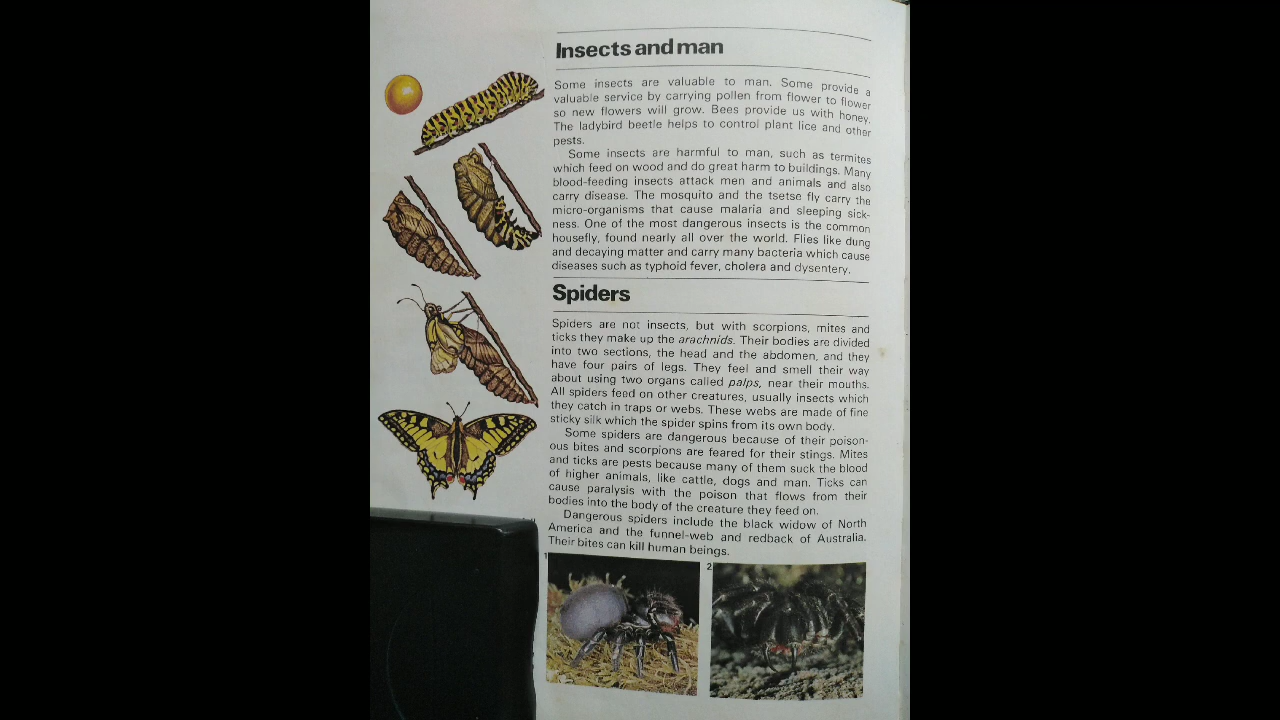 Insects and man
Some insects are valuable to man. Some provide a
valuable service by carrying pollen from flower to flower
so new flowers will grow. Bees provide us with honey.
The ladybird beetle helps to control plant lice and other
pests.
Some insects are harmful to man, such as termites
which feed on wood and do great harm to buildings. Many
blood-feeding insects attack men and animals and also
carry disease. The mosquito and the tsetse fly carry the
micro-organisms that cause malaria and sleeping sick-
ness. One of the most dangerous insects is the common
housefly, found nearly all over the world. Flies like dung
and decaying matter and carry many bacteria which cause
diseases such as typhoid fever, cholera and dysentery.
Spiders
Spiders are not insects, but with scorpions, mites and
ticks they make up the arachnids. Their bodies are divided
into two sections, the head and the abdomen, and they
have four pairs of legs. They feel and smell their way
about using two organs called palps, near their mouths.
All spiders feed on other creatures, usually insects which
they catch in traps or webs. These webs are made of fine
sticky silk which the spider spins from its own body.
Some spiders are dangerous because of their poison-
ous bites and scorpions are feared for their stings. Mites
and ticks are pests because many of them suck the blood
of higher animals, like cattle, dogs and man. Ticks can
cause paralysis with the poison that flows from their
bodies into the body of the creature they feed on.
Dangerous spiders include the black widow of North
America and the funnel-web and redback of Australia.
Their bites can kill human beings.
1
2